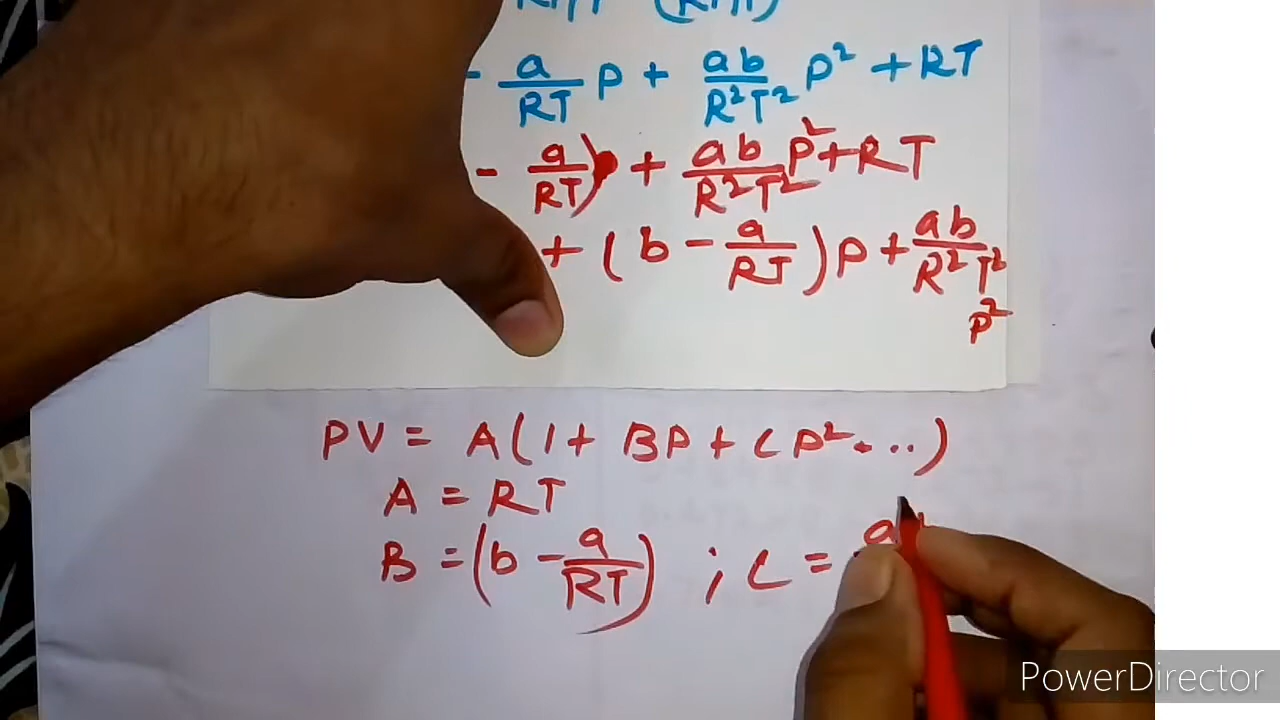 - a/RT P + ab/R²T² P² + RT
- a/RT) + ab/R²T² P² + RT
+ (b - a/RT) P + ab/R²T² P²
PV = A(1 + BP + CP² ...)
A = RT
B = (b - a/RT) ; C = a
PowerDirector